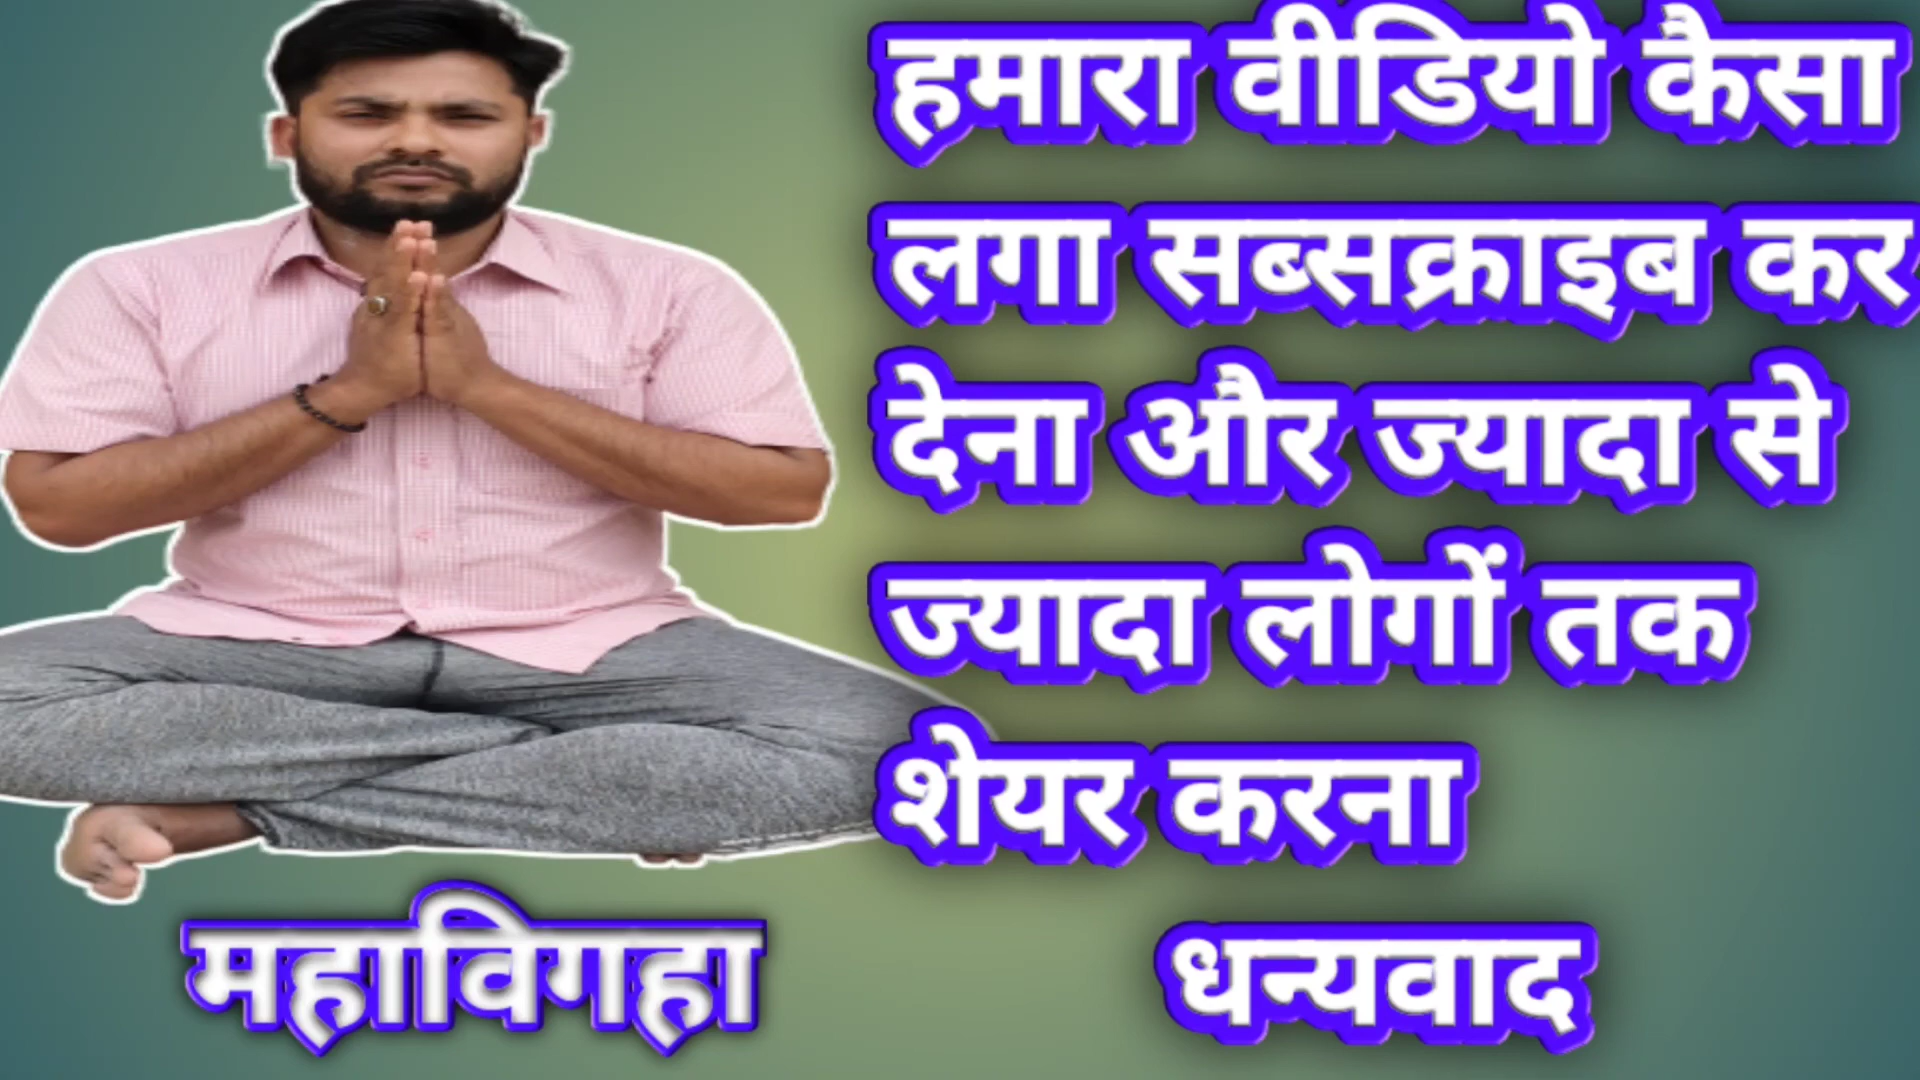 हमारा वीडियो कैसा
लगा सब्सक्राइब कर
देना और ज्यादा से
ज्यादा लोगों तक
शेयर करना
महाविगहा
धन्यवाद